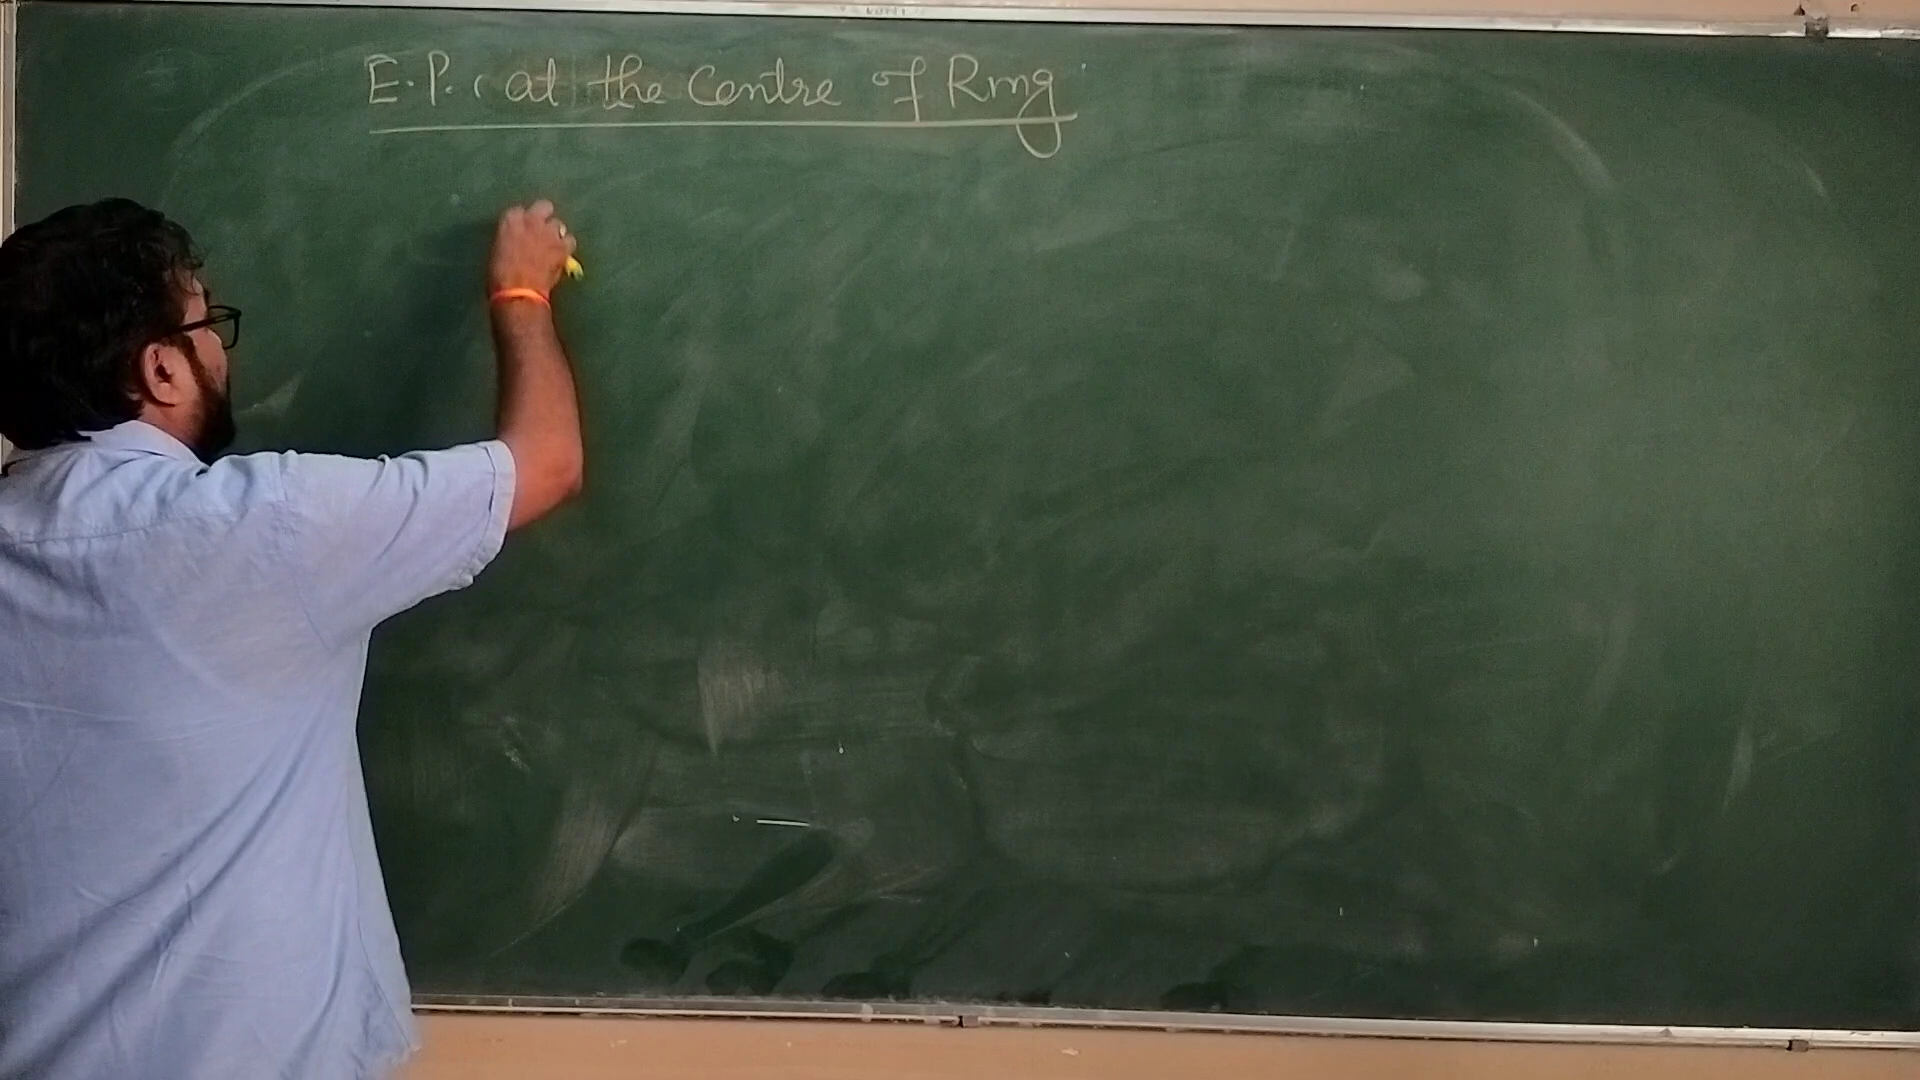 E.P. at the Centre of Ring